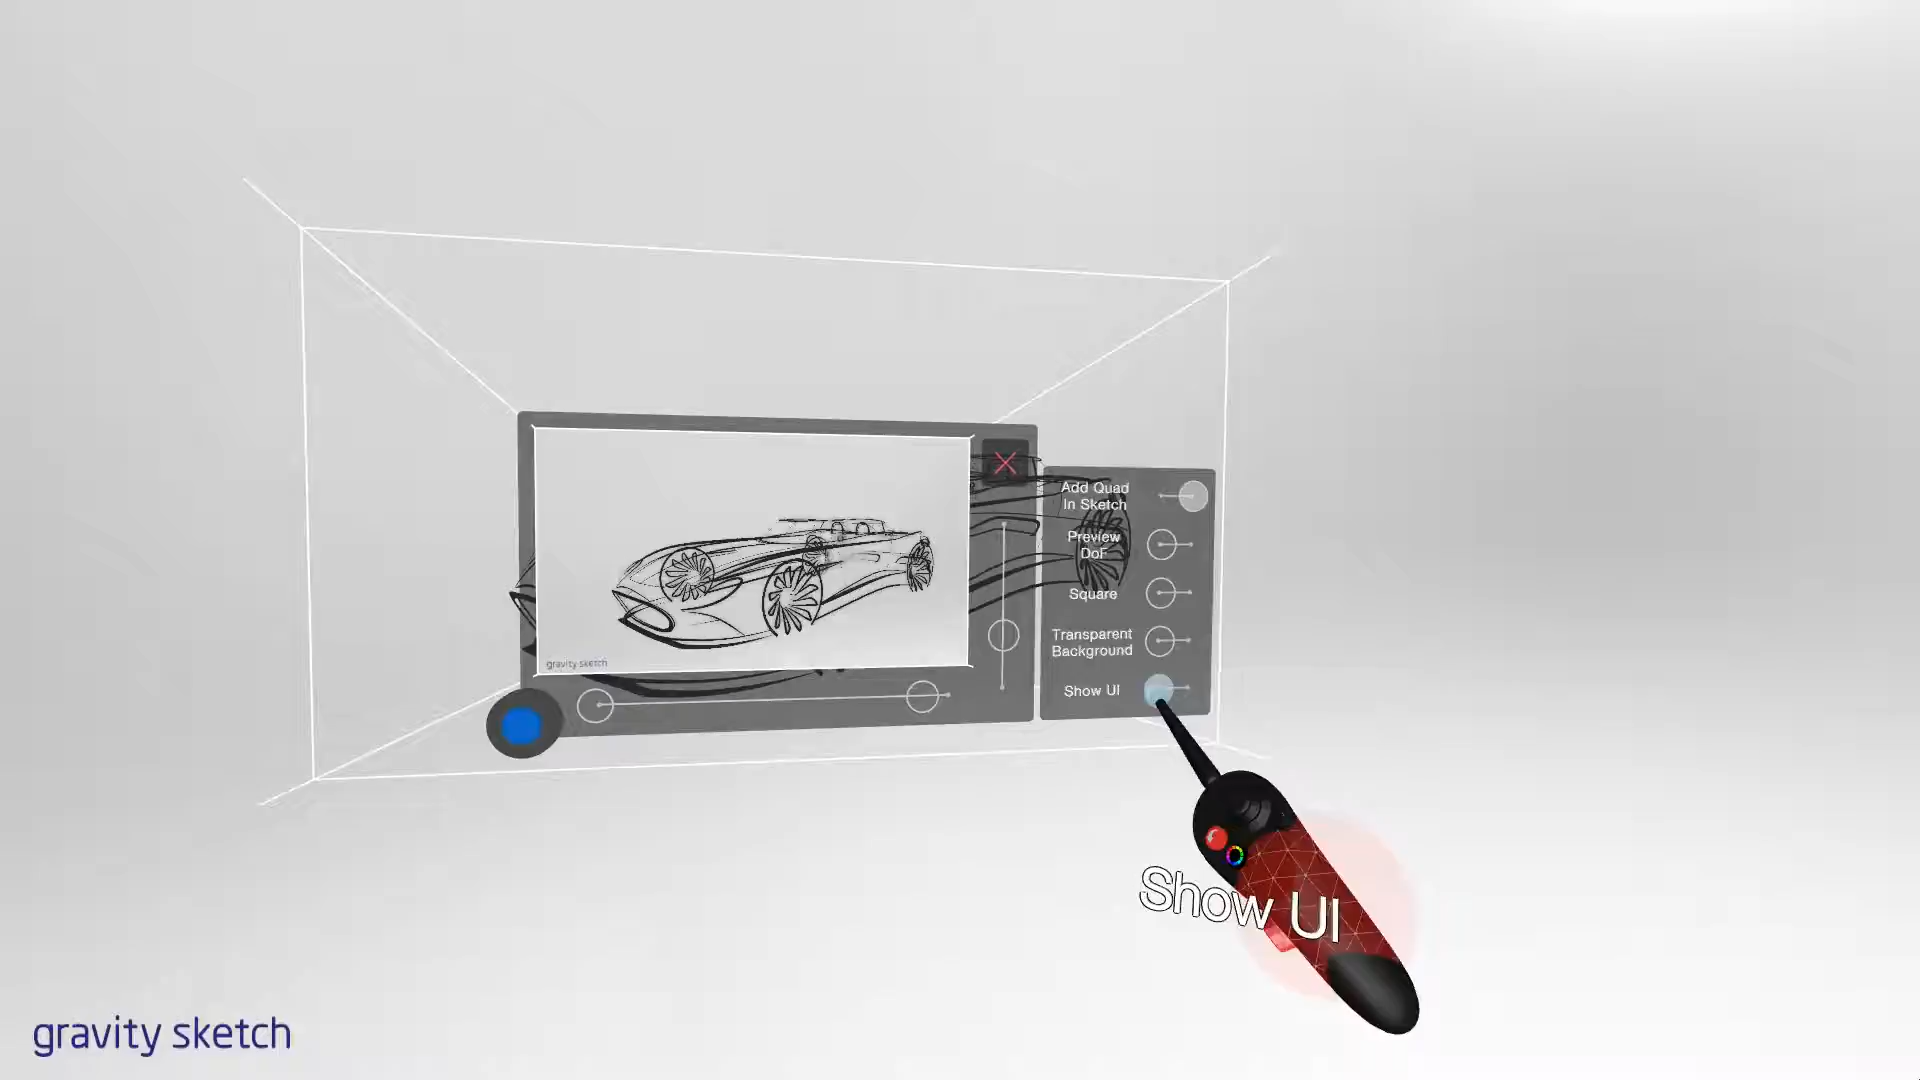 Add Quad
In Sketch
Preview
DoF
Square
Transparent
Background
Show UI
gravity sketch
Show UI
gravity sketch